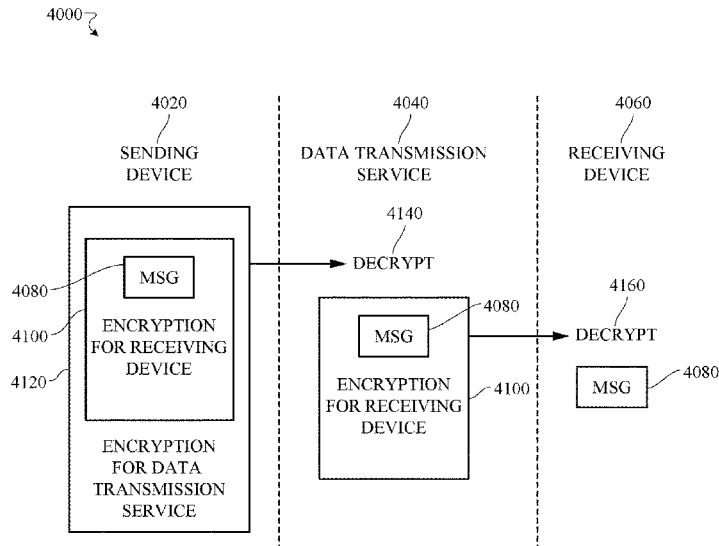 4000
4020
4040
4060
SENDING
DEVICE
DATA TRANSMISSION
SERVICE
RECEIVING
DEVICE
4140
DECRYPT
4080
MSG
4100
ENCRYPTION
FOR RECEIVING
DEVICE
4120
ENCRYPTION
FOR DATA
TRANSMISSION
SERVICE
4080
MSG
ENCRYPTION
FOR RECEIVING
DEVICE
4100
4160
DECRYPT
MSG
4080